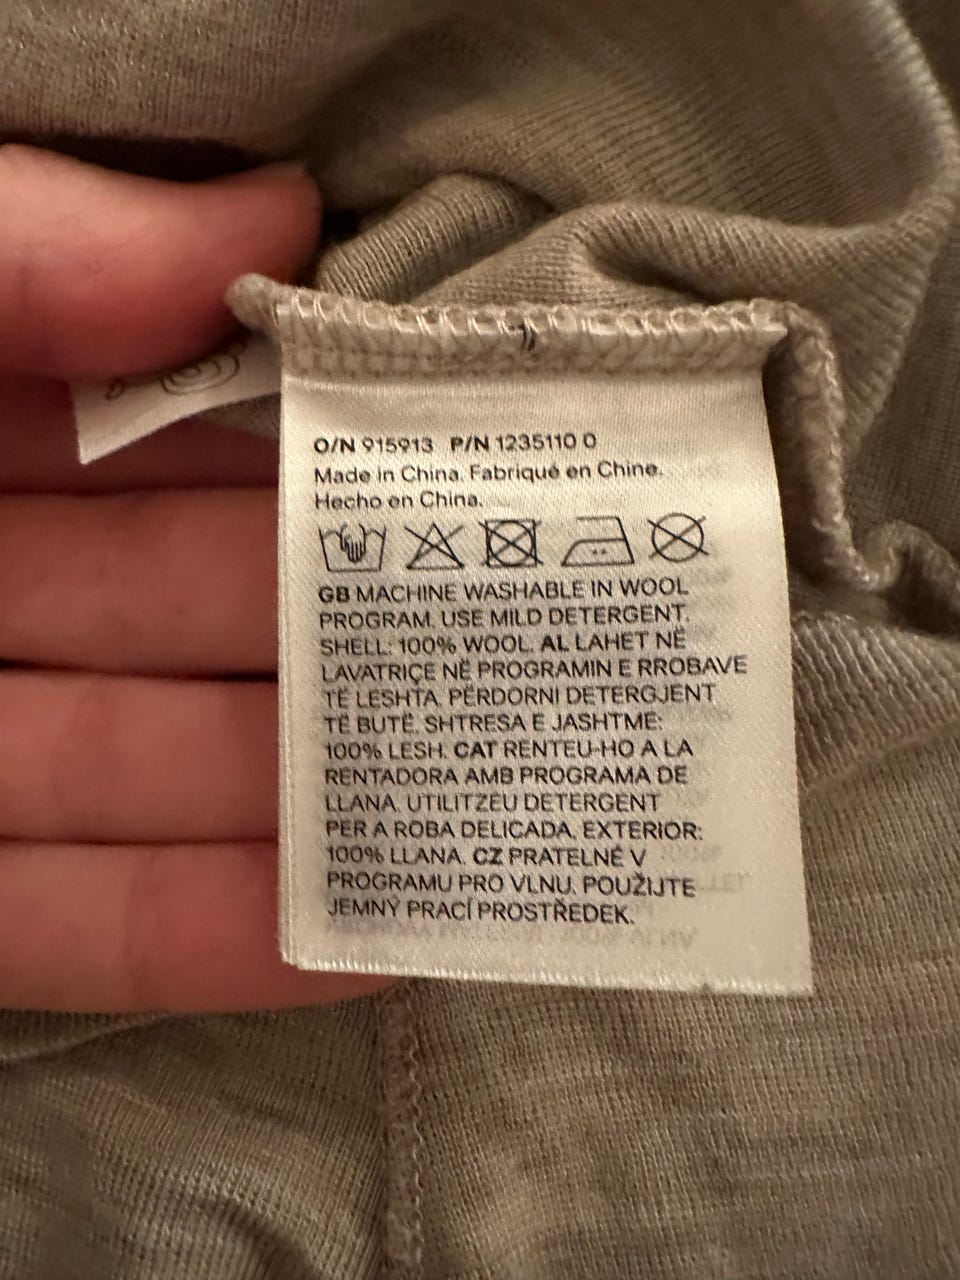 O/N 915913 P/N 1235110 0
Made in China. Fabriqué en Chine.
Hecho en China.
GB MACHINE WASHABLE IN WOOL
PROGRAM. USE MILD DETERGENT.
SHELL: 100% WOOL. AL LAHET NË
LAVATRIÇE NË PROGRAMIN E RROBAVE
TË LESHTA. PËRDORNI DETERGJENT
TË BUTË. SHTRESA E JASHTME:
100% LESH. CAT RENTEU-HO A LA
RENTADORA AMB PROGRAMA DE
LLANA. UTILITZEU DETERGENT
PER A ROBA DELICADA. EXTERIOR:
100% LLANA. CZ PRATELNÉ V
PROGRAMU PRO VLNU. POUŽIJTE
JEMNÝ PRACÍ PROSTŘEDEK.